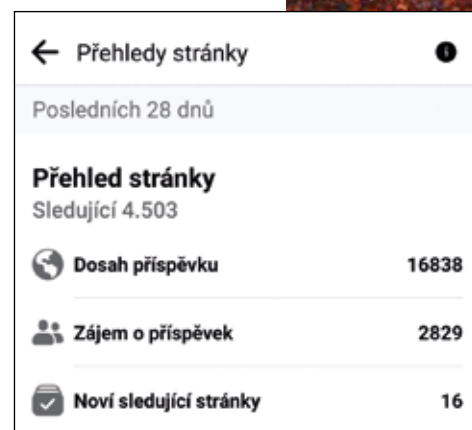 Přehledy stránky
Posledních 28 dnů
Přehled stránky
Sledující 4.503
Dosah příspěvku 16838
Zájem o příspěvek 2829
Noví sledující stránky 16